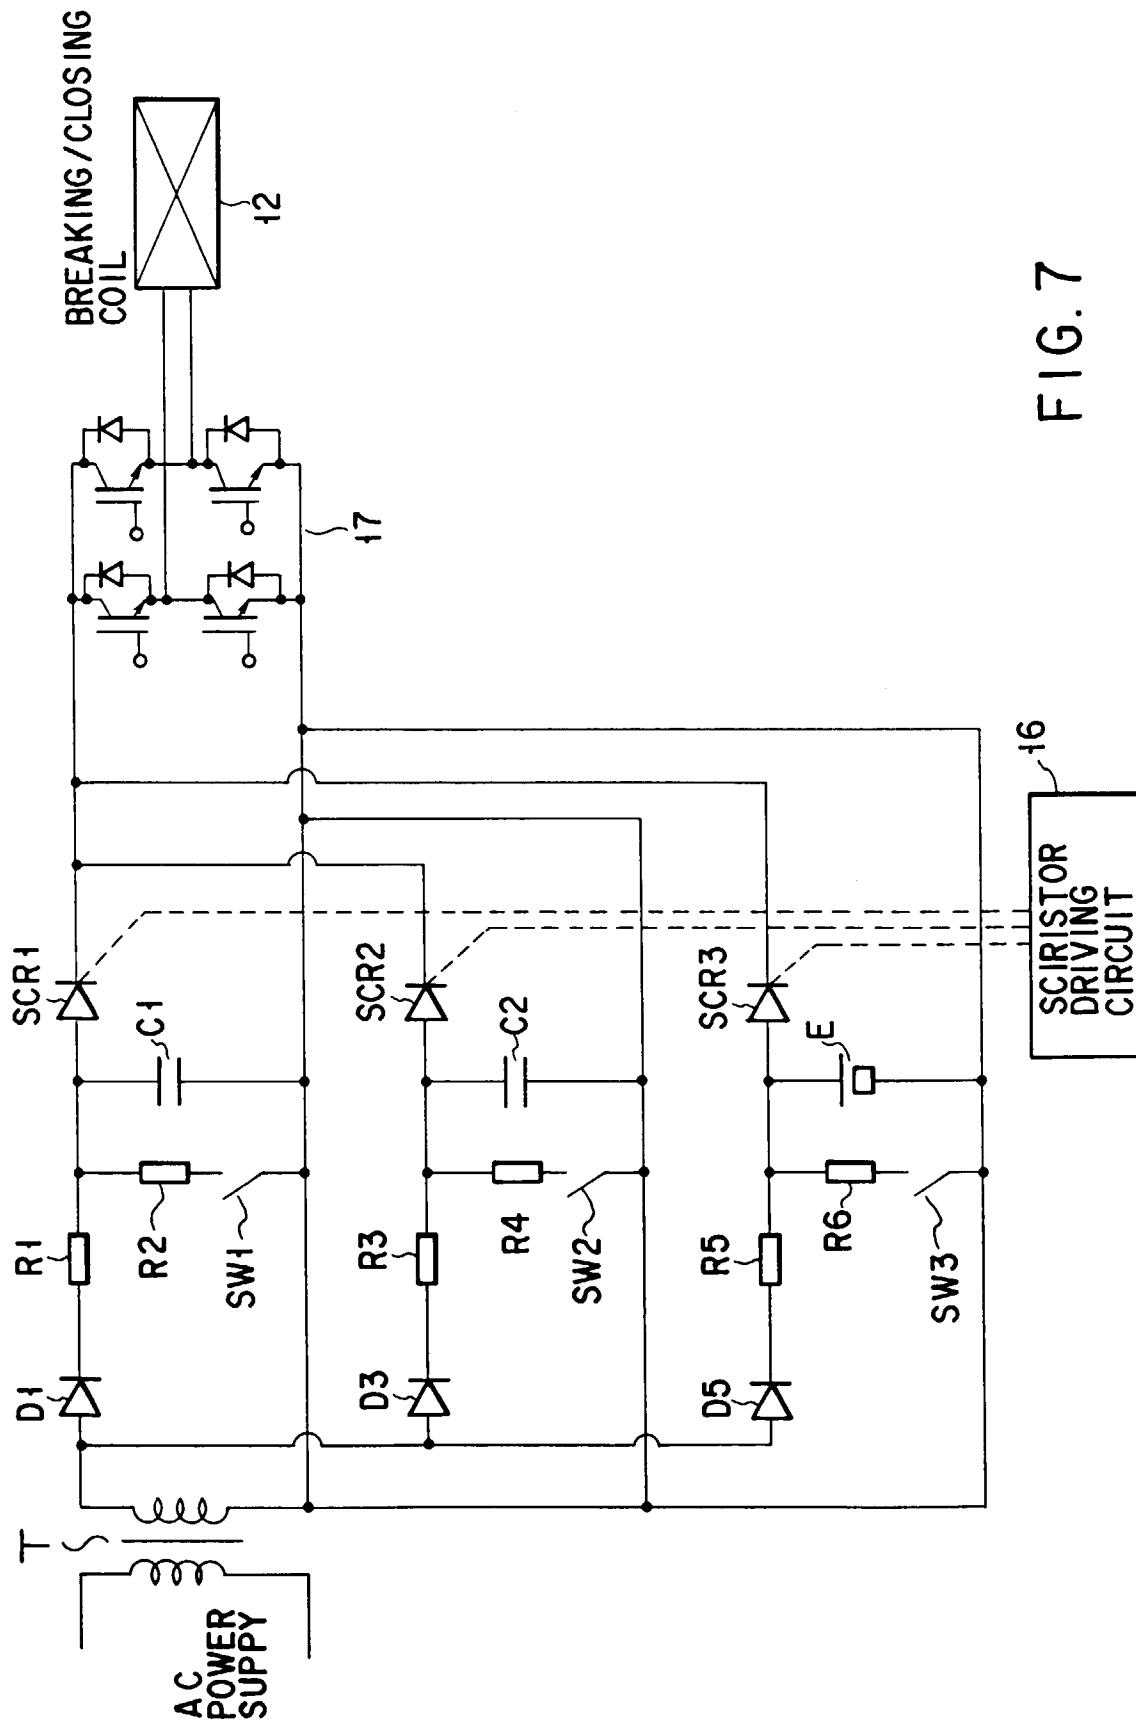 BREAKING/CLOSING
COIL
12
17
SCR1
C1
R1
R2
SW1
D1
T
AC
POWER
SUPPY
SCR2
C2
R3
R4
SW2
D3
SCR3
E
R5
R6
SW3
D5
16
SCIRISTOR
DRIVING
CIRCUIT
FIG. 7